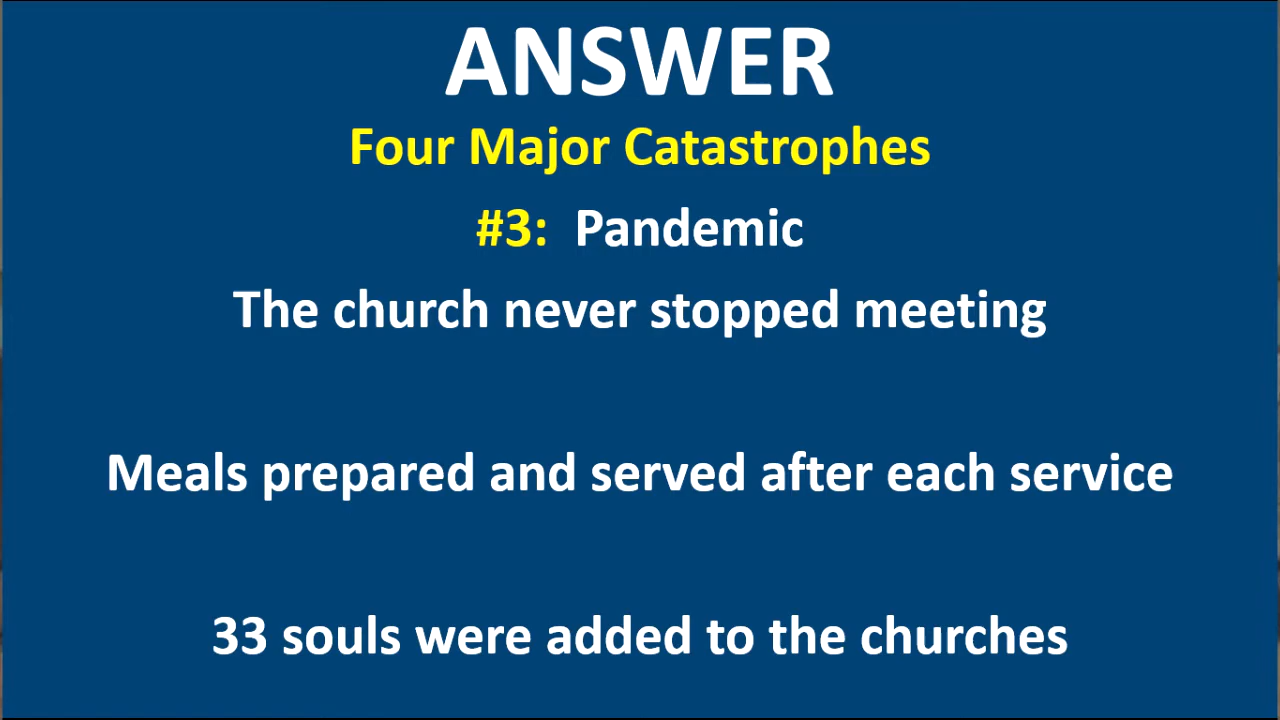 ANSWER
Four Major Catastrophes
#3: Pandemic
The church never stopped meeting
Meals prepared and served after each service
33 souls were added to the churches